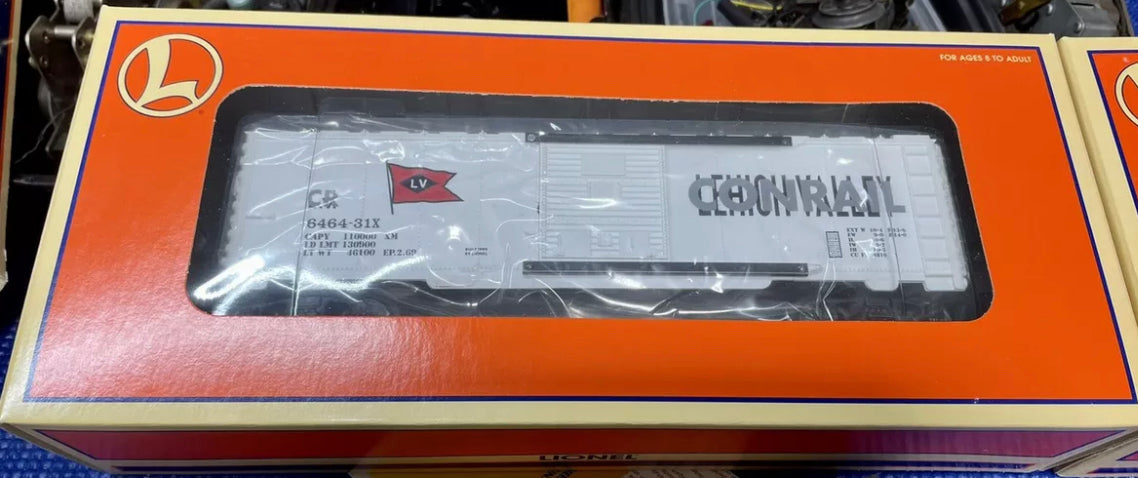 L
FOR AGES 8 TO ADULT
LV
CR
6464-31X
CAPY 110000 XM
LD LMT 130900
LT WT 46100 EP.2.69
LEHIGH VALLEY
CONRAIL
LIONEL